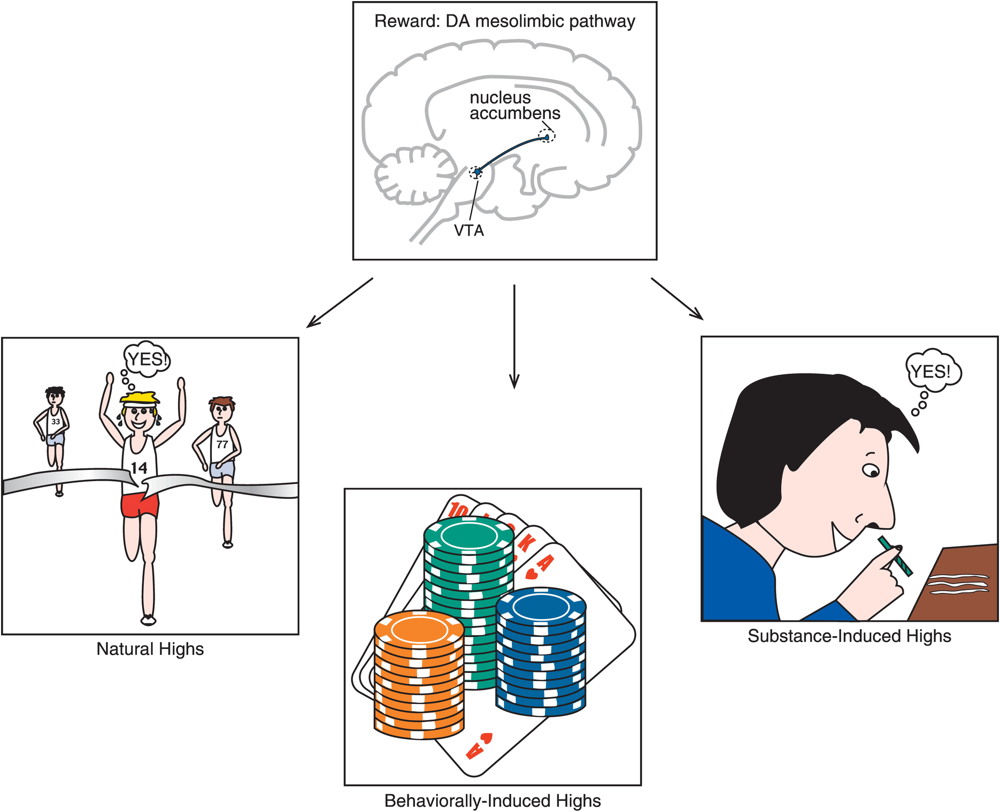 Reward: DA mesolimbic pathway
nucleus
accumbens
VTA
YES!
33
77
14
Natural Highs
10
K
A
A
Behaviorally-Induced Highs
YES!
Substance-Induced Highs